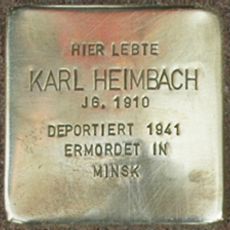 HIER LEBTE
KARL HEIMBACH
JG. 1910
DEPORTIERT 1941
ERMORDET IN
MINSK